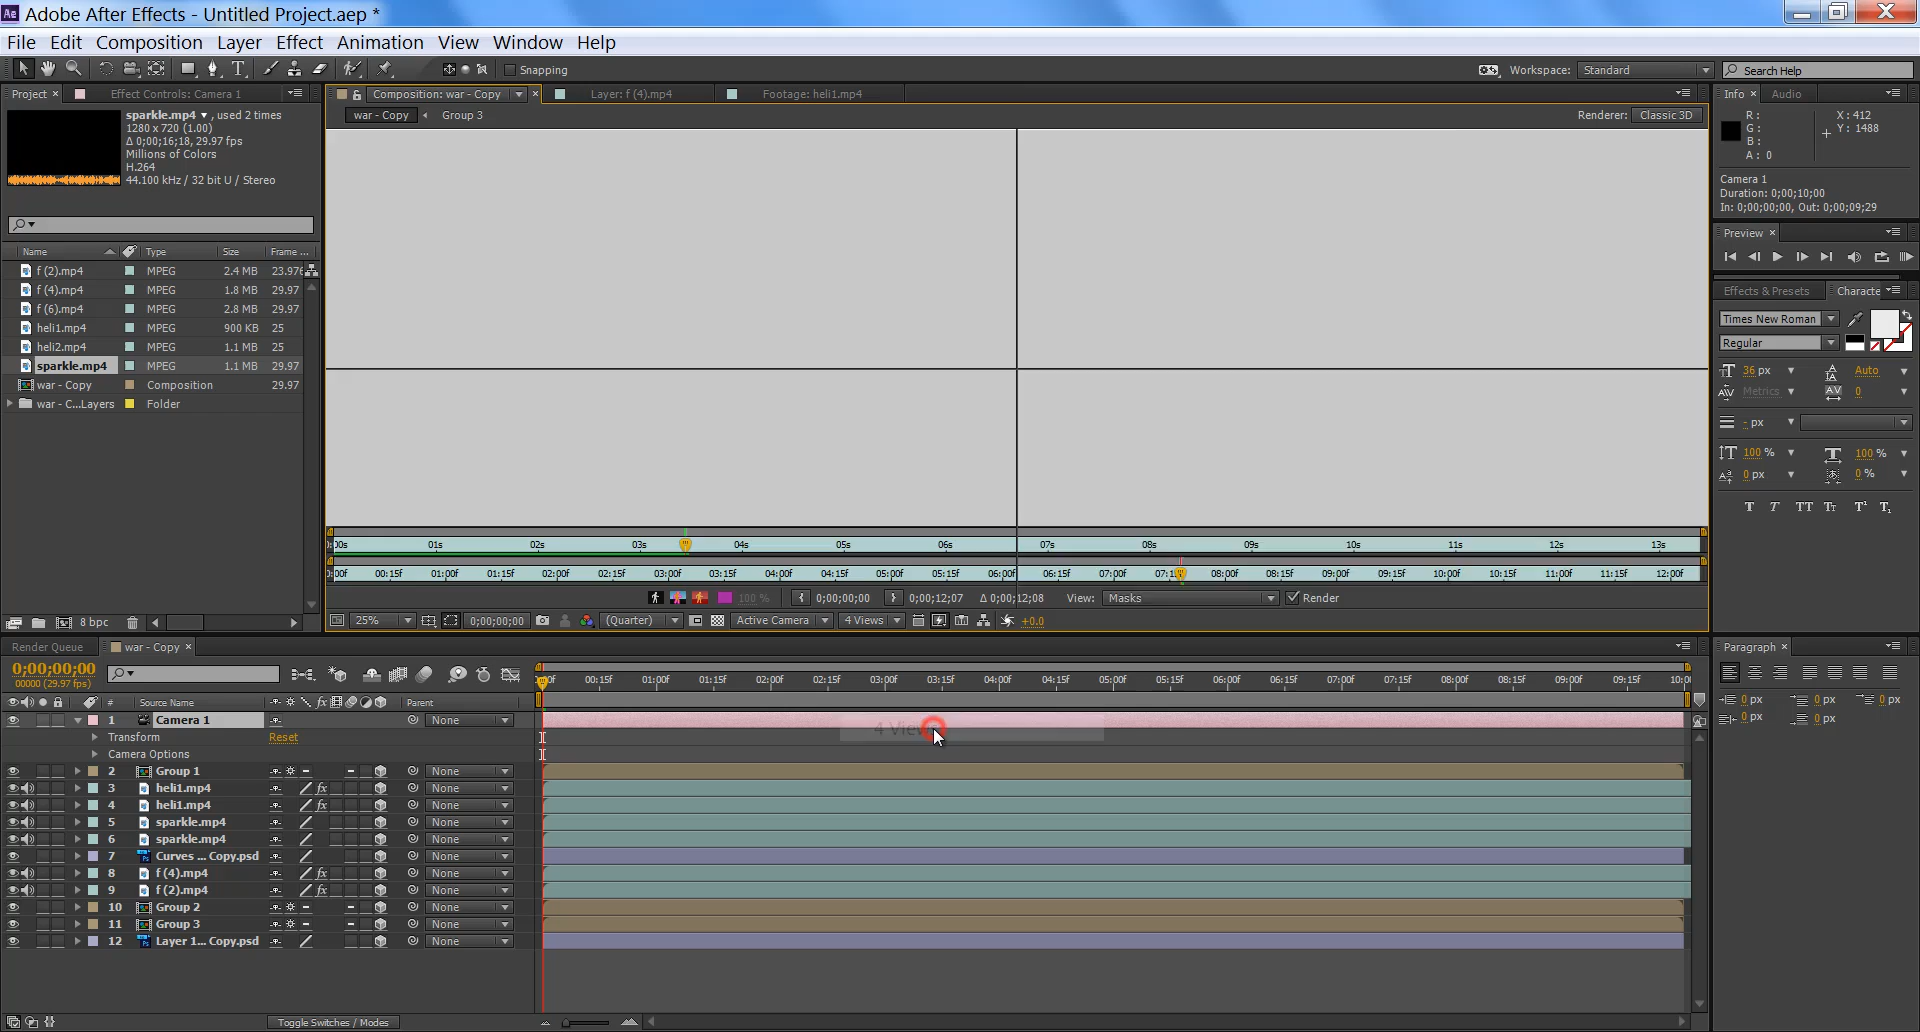 Adobe After Effects - Untitled Project.aep *
File Edit Composition Layer Effect Animation View Window Help
Snapping Workspace: Standard Search Help
Project Effect Controls: Camera 1 Composition: war - Copy Layer: f (4).mp4 Footage: heli1.mp4 Info Audio
sparkle.mp4 , used 2 times
1280 x 720 (1.00)
Δ 0;00;16;18, 29.97 fps
Millions of Colors
H.264
44.100 kHz / 32 bit U / Stereo
war - Copy Group 3 Renderer: Classic 3D
R: X: 412
G: Y: 1488
B:
A: 0
Camera 1
Duration: 0;00;10;00
In: 0;00;00;00, Out: 0;00;09;29
Preview
Effects & Presets Characte
Times New Roman
Regular
36 px Auto
Metrics 0
- px
100 % 100 %
0 px 0 %
T T TT Tt T¹ T₁
Name Type Size Frame ...
f (2).mp4 MPEG 2.4 MB 23.976
f (4).mp4 MPEG 1.8 MB 29.97
f (6).mp4 MPEG 2.8 MB 29.97
heli1.mp4 MPEG 900 KB 25
heli2.mp4 MPEG 1.1 MB 25
sparkle.mp4 MPEG 1.1 MB 29.97
war - Copy Composition 29.97
war - C...Layers Folder
8 bpc
00s 01s 02s 03s 04s 05s 06s 07s 08s 09s 10s 11s 12s 13s
00f 00:15f 01:00f 01:15f 02:00f 02:15f 03:00f 03:15f 04:00f 04:15f 05:00f 05:15f 06:00f 06:15f 07:00f 07:1 08:00f 08:15f 09:00f 09:15f 10:00f 10:15f 11:00f 11:15f 12:00f
100 % 0;00;00;00 0;00;12;07 Δ 0;00;12;08 View: Masks Render
25% 0;00;00;00 (Quarter) Active Camera 4 Views +0.0
Render Queue war - Copy
0;00;00;00
00000 (29.97 fps)
00f 00:15f 01:00f 01:15f 02:00f 02:15f 03:00f 03:15f 04:00f 04:15f 05:00f 05:15f 06:00f 06:15f 07:00f 07:15f 08:00f 08:15f 09:00f 09:15f 10:0
# Source Name Parent
1 Camera 1 None
4 View
Transform Reset
Camera Options
2 Group 1 None
3 heli1.mp4 fx None
4 heli1.mp4 fx None
5 sparkle.mp4 None
6 sparkle.mp4 None
7 Curves ... Copy.psd None
8 f (4).mp4 fx None
9 f (2).mp4 fx None
10 Group 2 None
11 Group 3 None
12 Layer 1... Copy.psd None
Toggle Switches / Modes
Paragraph
0 px 0 px 0 px
0 px 0 px